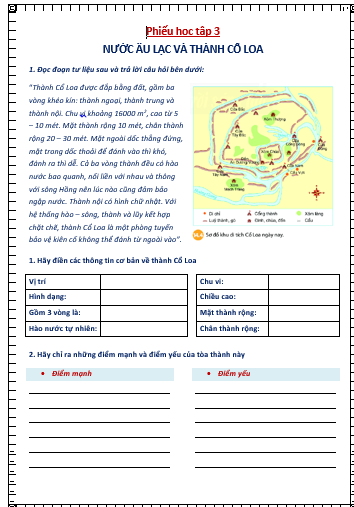 Phiếu học tập 3
NƯỚC ÂU LẠC VÀ THÀNH CỔ LOA
1. Đọc đoạn tư liệu sau và trả lời câu hỏi bên dưới:
"Thành Cổ Loa được đắp bằng đất, gồm ba
vòng khép kín: thành ngoại, thành trung và
thành nội. Chu vi khoảng 16000 m², cao từ 5
– 10 mét. Mặt thành rộng 10 mét, chân thành
rộng 20 – 30 mét. Mặt ngoài dốc thẳng đứng,
mặt trong dốc thoải để đánh vào thì khó,
đánh ra thì dễ. Cả ba vòng thành đều có hào
nước bao quanh, nối liền với nhau và thông
với sông Hồng nên lúc nào cũng đảm bảo
ngập nước. Thành nội có hình chữ nhật. Với
hệ thống hào – sông, thành và lũy kết hợp
chặt chẽ, thành Cổ Loa là một phòng tuyến
bảo vệ kiên cố không thể đánh từ ngoài vào".
Di chỉ
Cổng thành
Xóm làng
Luỹ thành, gò
Đình, chùa, đền
Cầu
Sơ đồ khu di tích Cổ Loa ngày nay.
1. Hãy điền các thông tin cơ bản về thành Cổ Loa
Vị trí
Chu vi:
Hình dạng:
Chiều cao:
Gồm 3 vòng là:
Mặt thành rộng:
Hào nước tự nhiên:
Chân thành rộng:
2. Hãy chỉ ra những điểm mạnh và điểm yếu của tòa thành này
• Điểm mạnh
• Điểm yếu